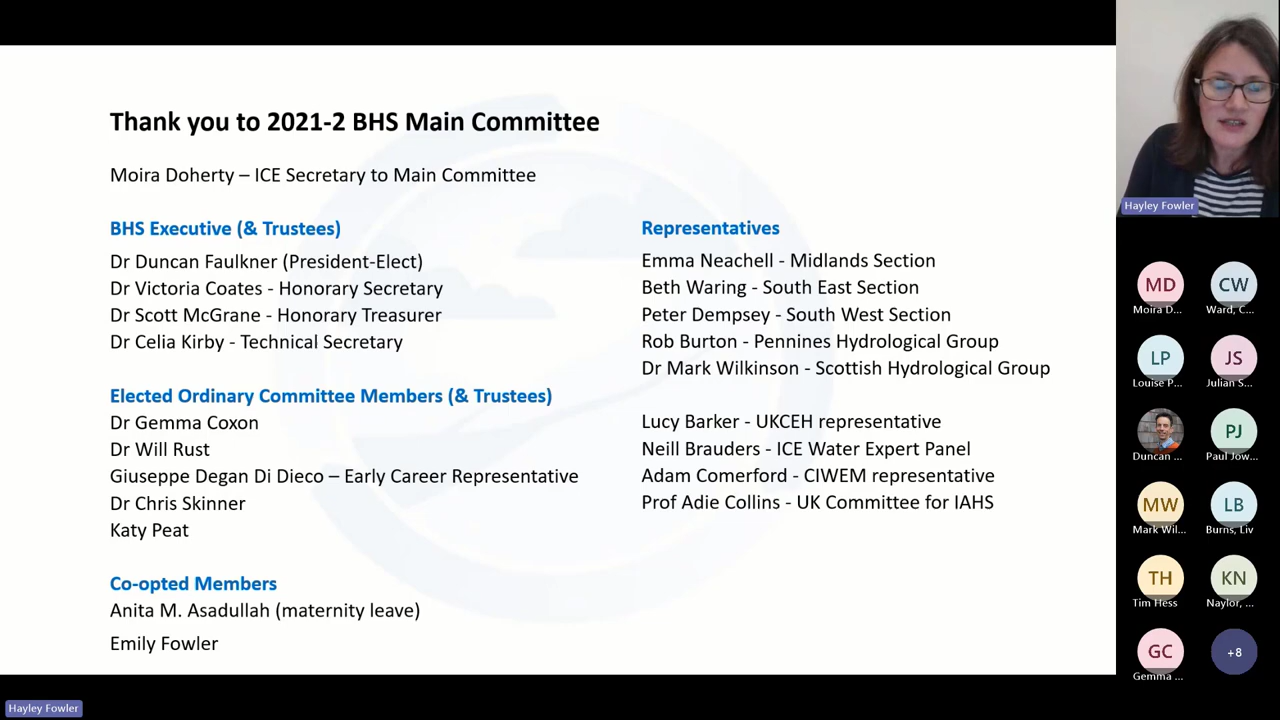 Thank you to 2021-2 BHS Main Committee
Moira Doherty – ICE Secretary to Main Committee
BHS Executive (& Trustees)
Dr Duncan Faulkner (President-Elect)
Dr Victoria Coates - Honorary Secretary
Dr Scott McGrane - Honorary Treasurer
Dr Celia Kirby - Technical Secretary
Elected Ordinary Committee Members (& Trustees)
Dr Gemma Coxon
Dr Will Rust
Giuseppe Degan Di Dieco – Early Career Representative
Dr Chris Skinner
Katy Peat
Co-opted Members
Anita M. Asadullah (maternity leave)
Emily Fowler
Representatives
Emma Neachell - Midlands Section
Beth Waring - South East Section
Peter Dempsey - South West Section
Rob Burton - Pennines Hydrological Group
Dr Mark Wilkinson - Scottish Hydrological Group
Lucy Barker - UKCEH representative
Neill Brauders - ICE Water Expert Panel
Adam Comerford - CIWEM representative
Prof Adie Collins - UK Committee for IAHS
Hayley Fowler
MD
Moira D...
CW
Ward, C...
LP
Louise P...
JS
Julian S...
Duncan ...
PJ
Paul Jow...
MW
Mark Wil...
LB
Burns, Liv
TH
Tim Hess
KN
Naylor, ...
GC
Gemma ...
+8
Hayley Fowler